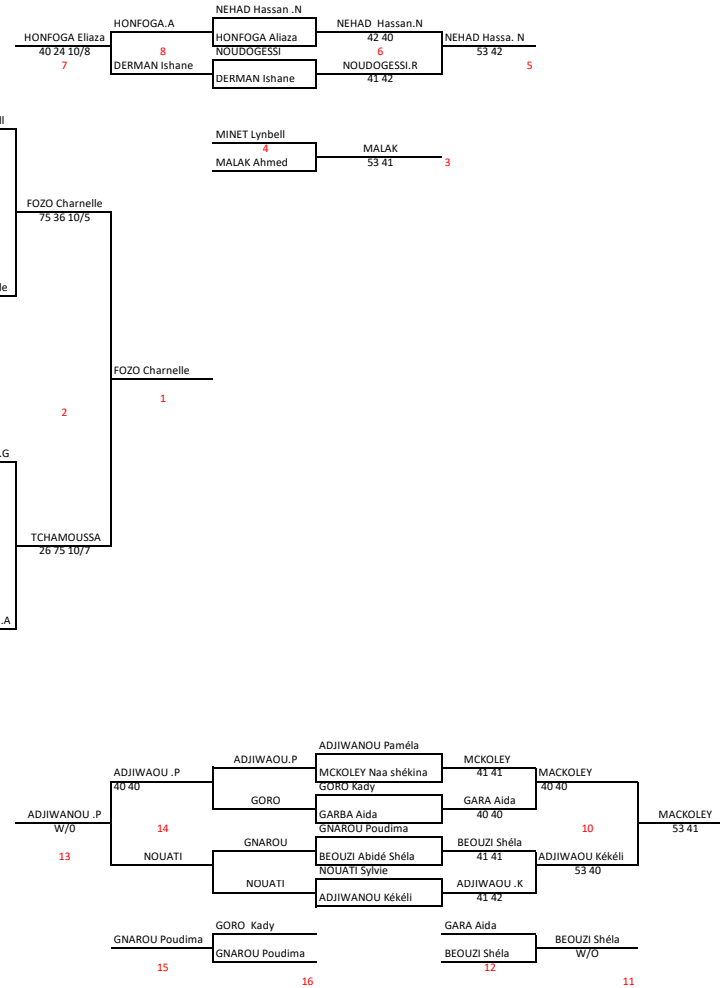 NEHAD Hassan .N
HONFOGA.A NEHAD Hassan.N
HONFOGA Eliaza HONFOGA Aliaza 42 40 NEHAD Hassa. N
40 24 10/8 8 NOUDOGESSI 6 53 42
7 DERMAN Ishane NOUDOGESSI.R 5
DERMAN Ishane 41 42
ll
MINET Lynbell
4 MALAK
MALAK Ahmed 53 41 3
FOZO Charnelle
75 36 10/5
le
FOZO Charnelle
1
2
.G
TCHAMOUSSA
26 75 10/7
.A
ADJIWANOU Paméla
ADJIWAOU.P MCKOLEY
ADJIWAOU .P MCKOLEY Naa shékina 41 41 MACKOLEY
40 40 GORO Kady 40 40
GORO GARA Aida
ADJIWANOU .P GARBA Aida 40 40 MACKOLEY
W/0 14 GNAROU Poudima 10 53 41
GNAROU BEOUZI Shéla
13 NOUATI BEOUZI Abidé Shéla 41 41 ADJIWAOU Kékéli
NOUATI Sylvie 53 40
NOUATI ADJIWAOU .K
ADJIWANOU Kékéli 41 42
GORO Kady GARA Aida
GNAROU Poudima BEOUZI Shéla
GNAROU Poudima BEOUZI Shéla W/O
15 12
16 11